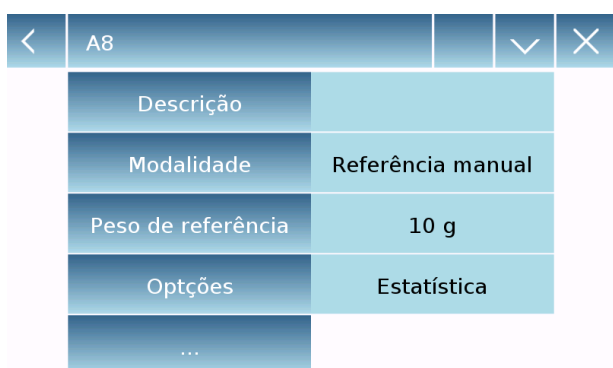 A8
Descrição
Modalidade Referência manual
Peso de referência 10 g
Optções Estatística
...